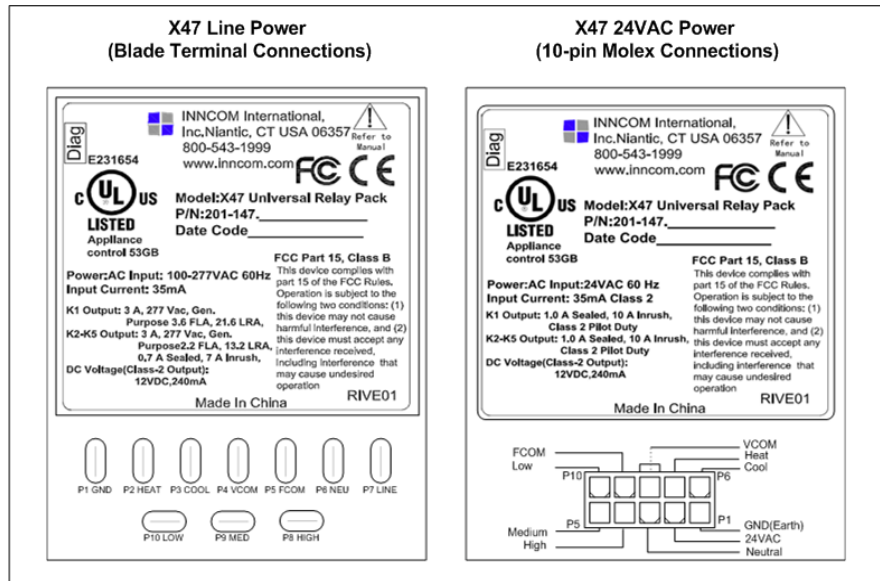 X47 Line Power
(Blade Terminal Connections)
Diag
INNCOM International,
Inc.Niantic, CT USA 06357
800-543-1999
www.inncom.com
Refer to
Manual
FC CE
E231654
C UL US
LISTED
Appliance
control 53GB
Model:X47 Universal Relay Pack
P/N:201-147.
Date Code
Power:AC Input: 100-277VAC 60Hz
Input Current: 35mA
K1 Output: 3 A, 277 Vac, Gen.
Purpose 3.6 FLA, 21.6 LRA,
K2-K5 Output: 3 A, 277 Vac, Gen.
Purpose2.2 FLA, 13.2 LRA,
0.7 A Sealed, 7 A Inrush,
DC Voltage(Class-2 Output):
12VDC,240mA
FCC Part 15, Class B
This device complies with
part 15 of the FCC Rules.
Operation is subject to the
following two conditions: (1)
this device may not cause
harmful Interference, and (2)
this device must accept any
interference received,
including interference that
may cause undesired
operation
Made In China
RIVE01
P1 GND P2 HEAT P3 COOL P4 VCOM P5 FCOM P6 NEU P7 LINE
P10 LOW P9 MED P8 HIGH
X47 24VAC Power
(10-pin Molex Connections)
Diag
INNCOM International,
Inc.Niantic, CT USA 06357
800-543-1999
www.inncom.com
Refer to
Manual
FC CE
E231654
C UL US
LISTED
Appliance
control 53GB
Model:X47 Universal Relay Pack
P/N:201-147.
Date Code
Power:AC Input:24VAC 60 Hz
Input Current: 35mA Class 2
K1 Output: 1.0 A Sealed, 10 A Inrush,
Class 2 Pilot Duty
K2-K5 Output: 1.0 A Sealed, 10 A Inrush,
Class 2 Pilot Duty
DC Voltage(Class-2 Output):
12VDC,240mA
FCC Part 15, Class B
This device complies with
part 15 of the FCC Rules.
Operation is subject to the
following two conditions: (1)
this device may not cause
harmful Interference, and (2)
this device must accept any
interference received,
including interference that
may cause undesired
operation
Made In China
RIVE01
FCOM
Low
VCOM
Heat
Cool
P10
P6
P5
P1
Medium
High
GND(Earth)
24VAC
Neutral